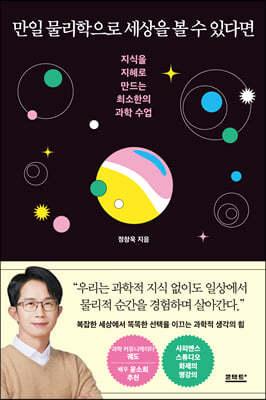 만일 물리학으로 세상을 볼 수 있다면
지식을
지혜로
만드는
최소한의
과학 수업
정창욱 지음
“우리는 과학적 지식 없이도 일상에서
물리적 순간을 경험하며 살아간다.”
복잡한 세상에서 똑똑한 선택을 이끄는 과학적 생각의 힘
과학 커뮤니케이터
궤도
배우 윤소희
추천
사피엔스
스튜디오
화제의
명강의
콘택트